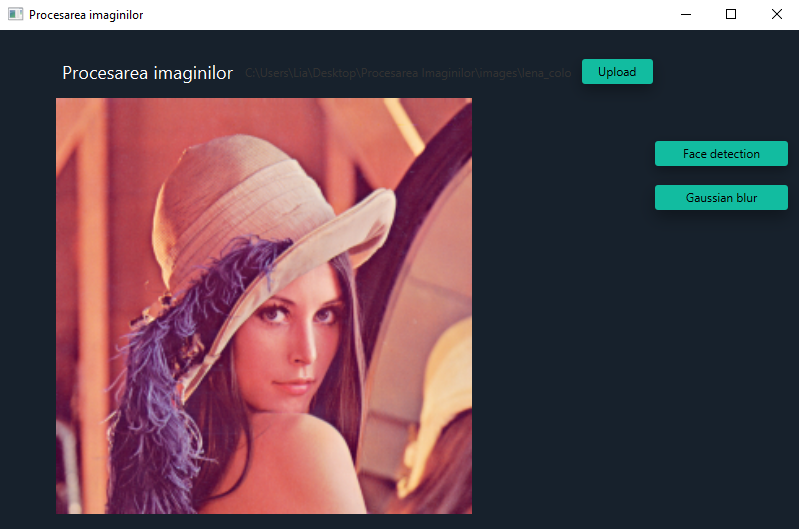 Procesarea imaginilor
Procesarea imaginilor C:\Users\Lia\Desktop\Procesarea Imaginilor\images\lena_colo Upload
Face detection
Gaussian blur